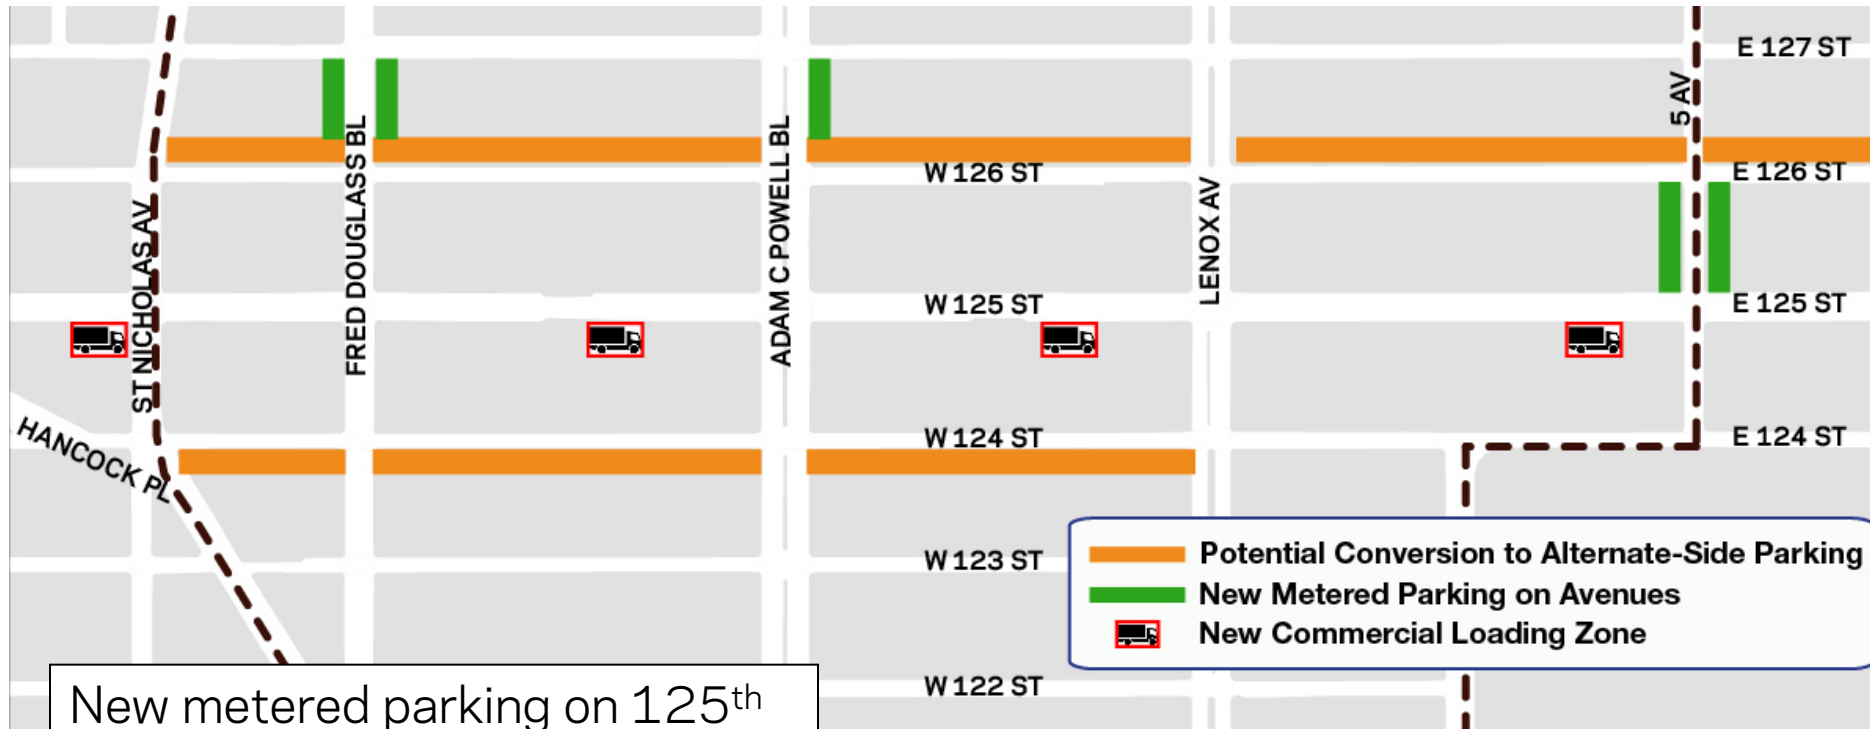 E 127 ST
5 AV
W 126 ST
E 126 ST
ST NICHOLAS AV
FRED DOUGLASS BL
ADAM C POWELL BL
LENOX AV
W 125 ST
E 125 ST
HANCOCK PL
W 124 ST
E 124 ST
W 123 ST
Potential Conversion to Alternate-Side Parking
New Metered Parking on Avenues
New Commercial Loading Zone
W 122 ST
New metered parking on 125th